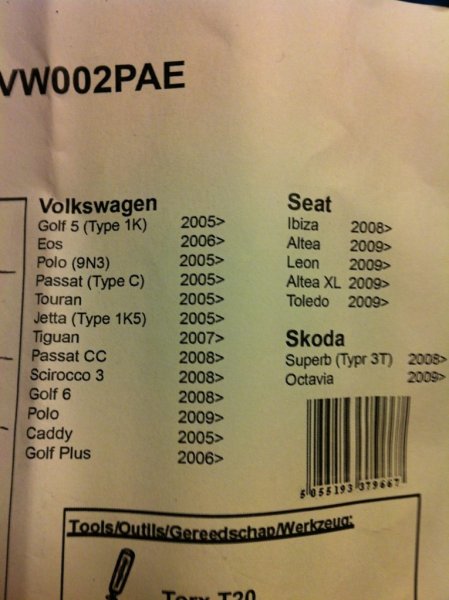 VW002PAE
Volkswagen
Golf 5 (Type 1K) 2005>
Eos 2006>
Polo (9N3) 2005>
Passat (Type C) 2005>
Touran 2005>
Jetta (Type 1K5) 2005>
Tiguan 2007>
Passat CC 2008>
Scirocco 3 2008>
Golf 6 2008>
Polo 2009>
Caddy 2005>
Golf Plus 2006>
Seat
Ibiza 2008>
Altea 2009>
Leon 2009>
Altea XL 2009>
Toledo 2009>
Skoda
Superb (Typr 3T) 2008>
Octavia 2009>
5 055193 379667
Tools/Outils/Gereedschap/Werkzeug:
Torx T20